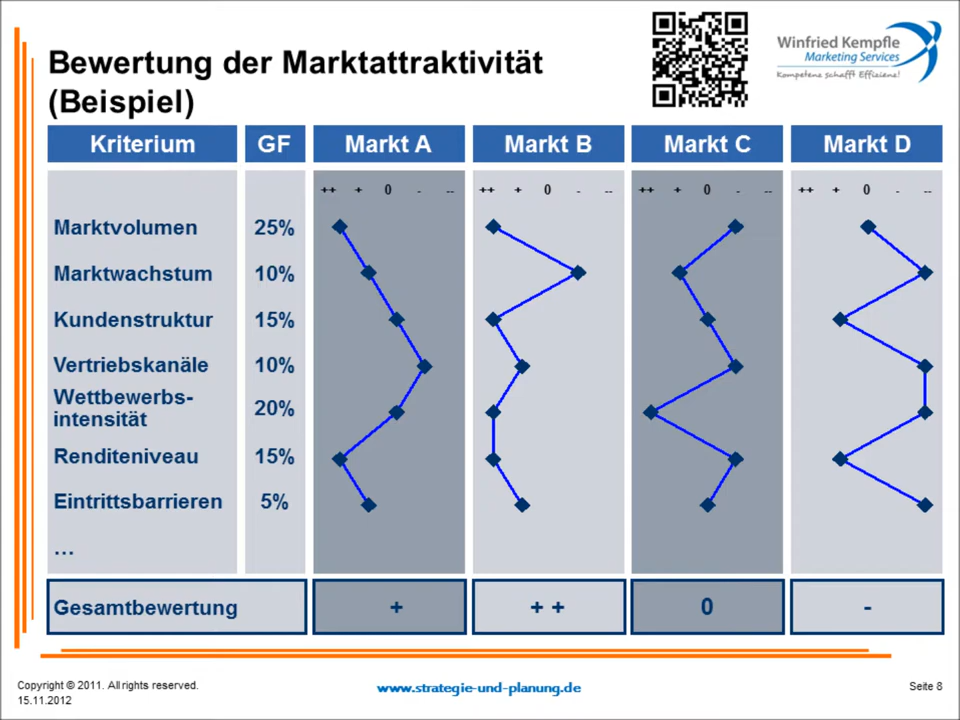 Bewertung der Marktattraktivität
(Beispiel)
Winfried Kempfle
Marketing Services
Kompetenz schafft Effizienz!
Kriterium GF Markt A Markt B Markt C Markt D
++ + 0 - -- ++ + 0 - -- ++ + 0 - -- ++ + 0 - --
Marktvolumen 25%
Marktwachstum 10%
Kundenstruktur 15%
Vertriebskanäle 10%
Wettbewerbs-
intensität 20%
Renditeniveau 15%
Eintrittsbarrieren 5%
...
Gesamtbewertung + + + 0 -
Copyright © 2011. All rights reserved.
15.11.2012
www.strategie-und-planung.de
Seite 8